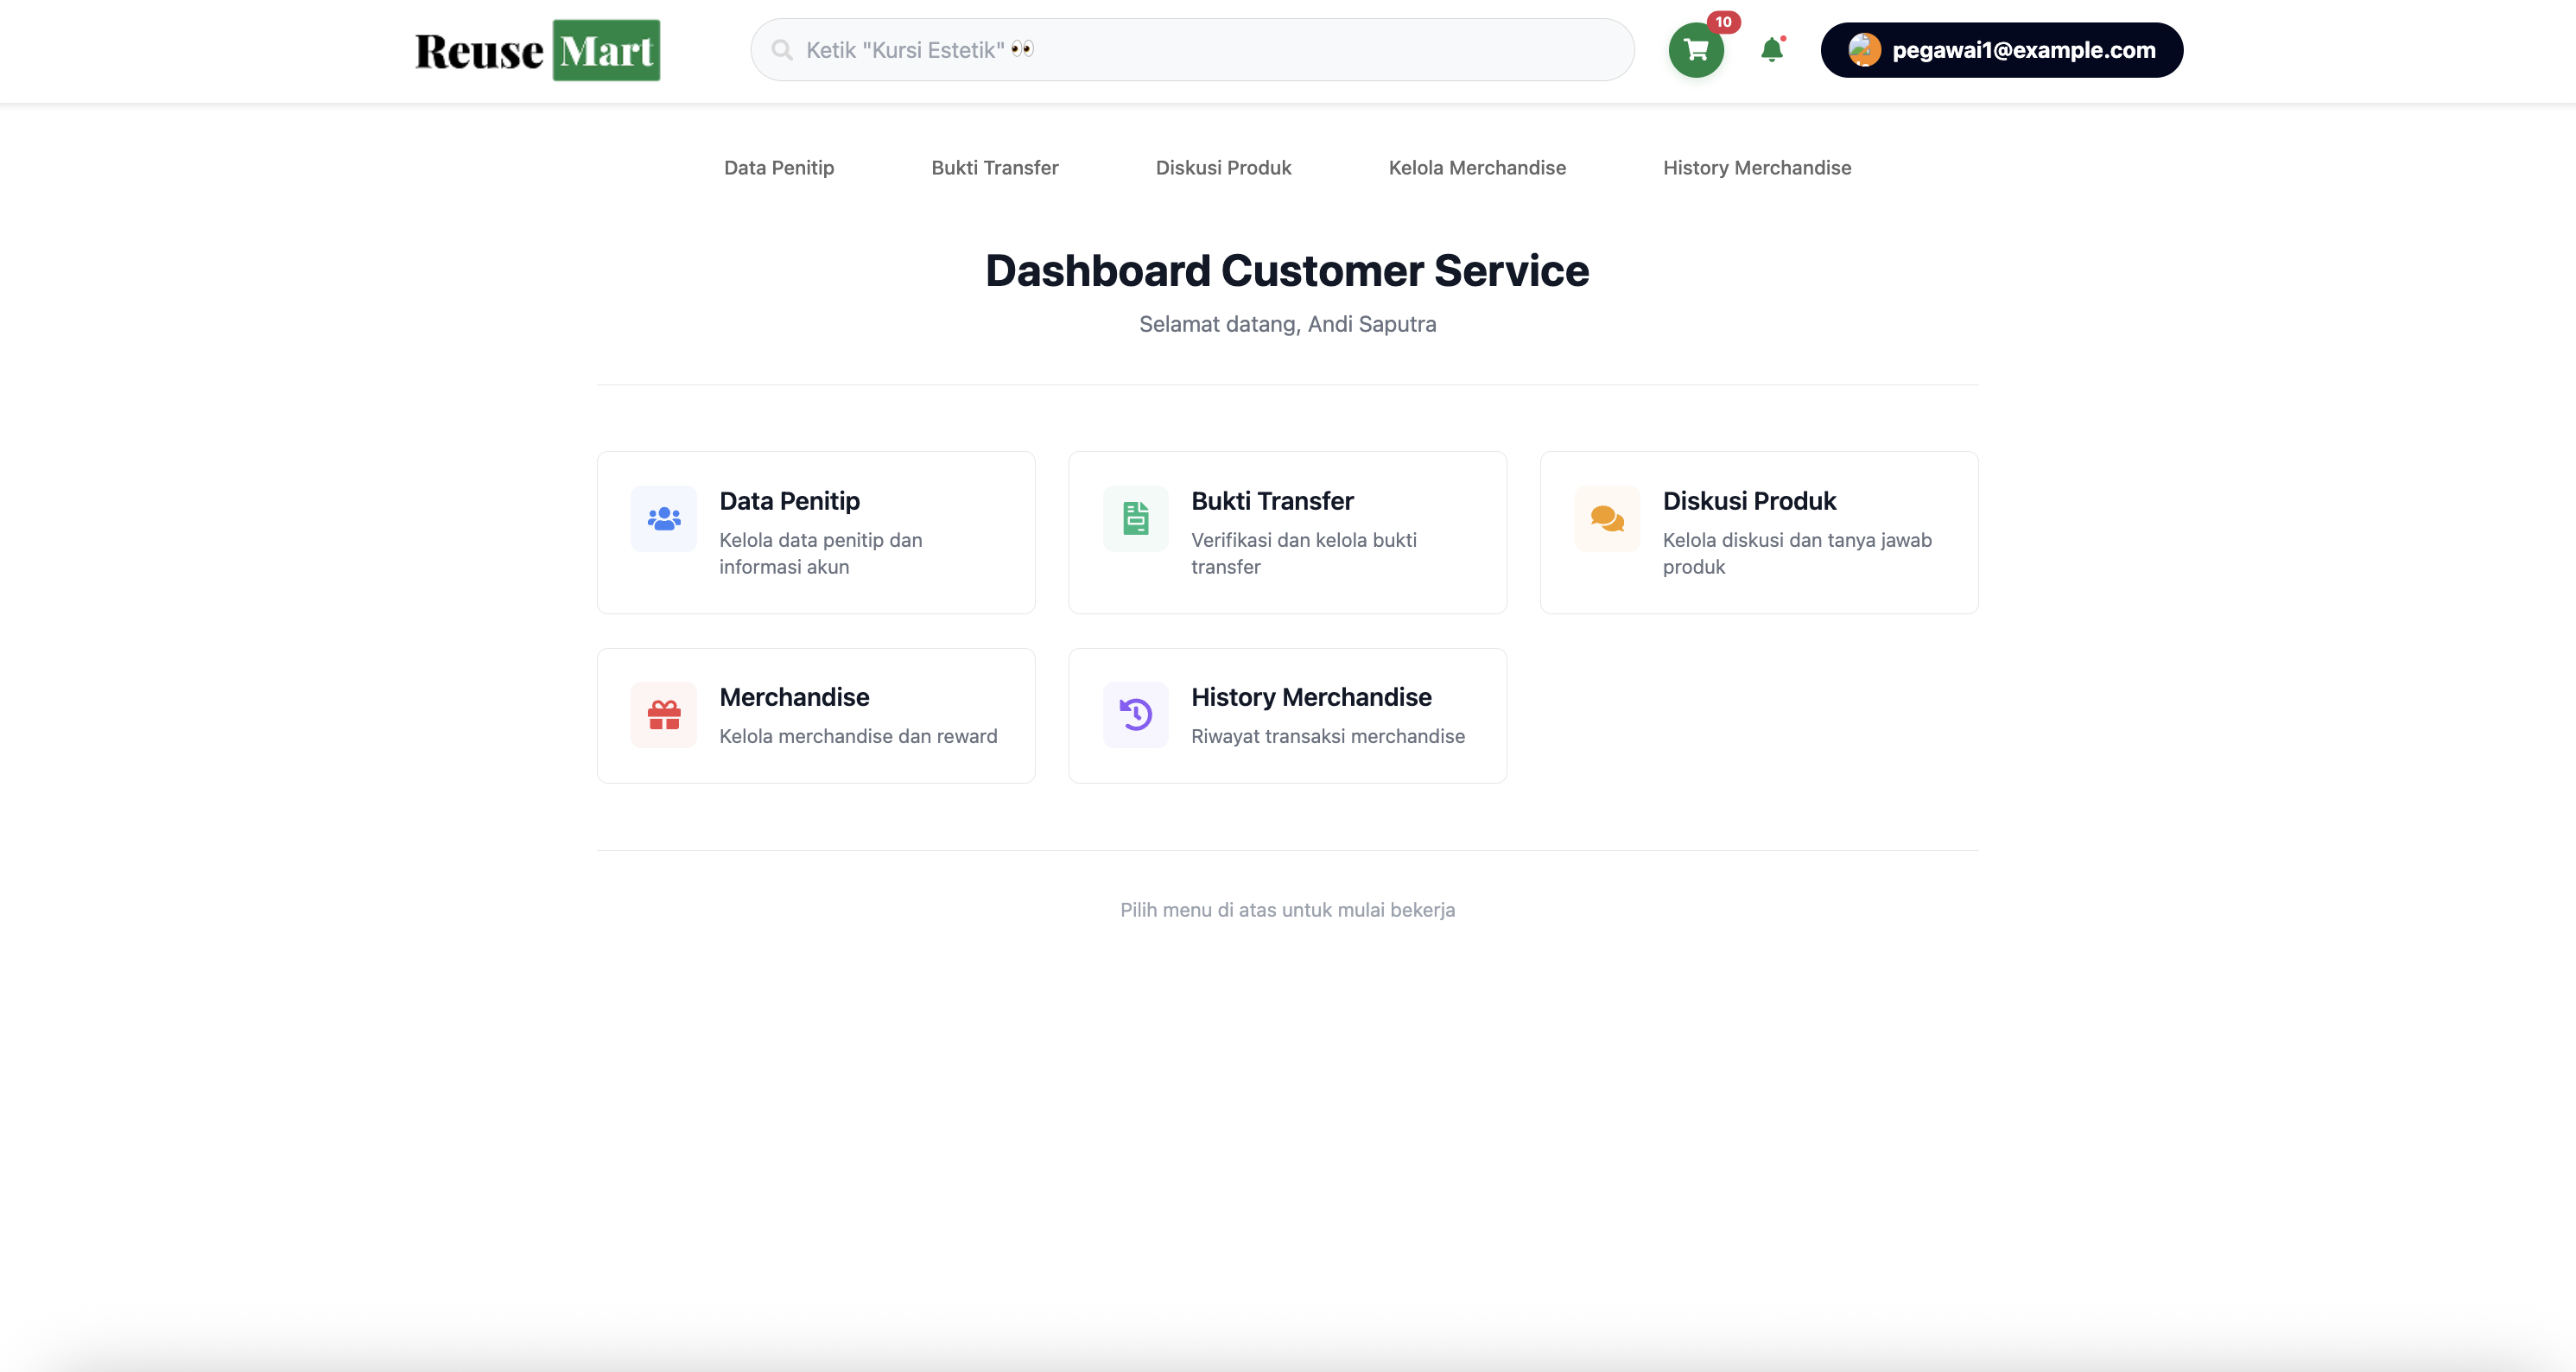 Reuse Mart
Ketik "Kursi Estetik" 👀
10
pegawai1@example.com
Data Penitip
Bukti Transfer
Diskusi Produk
Kelola Merchandise
History Merchandise
Dashboard Customer Service
Selamat datang, Andi Saputra
Data Penitip
Kelola data penitip dan
informasi akun
Bukti Transfer
Verifikasi dan kelola bukti
transfer
Diskusi Produk
Kelola diskusi dan tanya jawab
produk
Merchandise
Kelola merchandise dan reward
History Merchandise
Riwayat transaksi merchandise
Pilih menu di atas untuk mulai bekerja